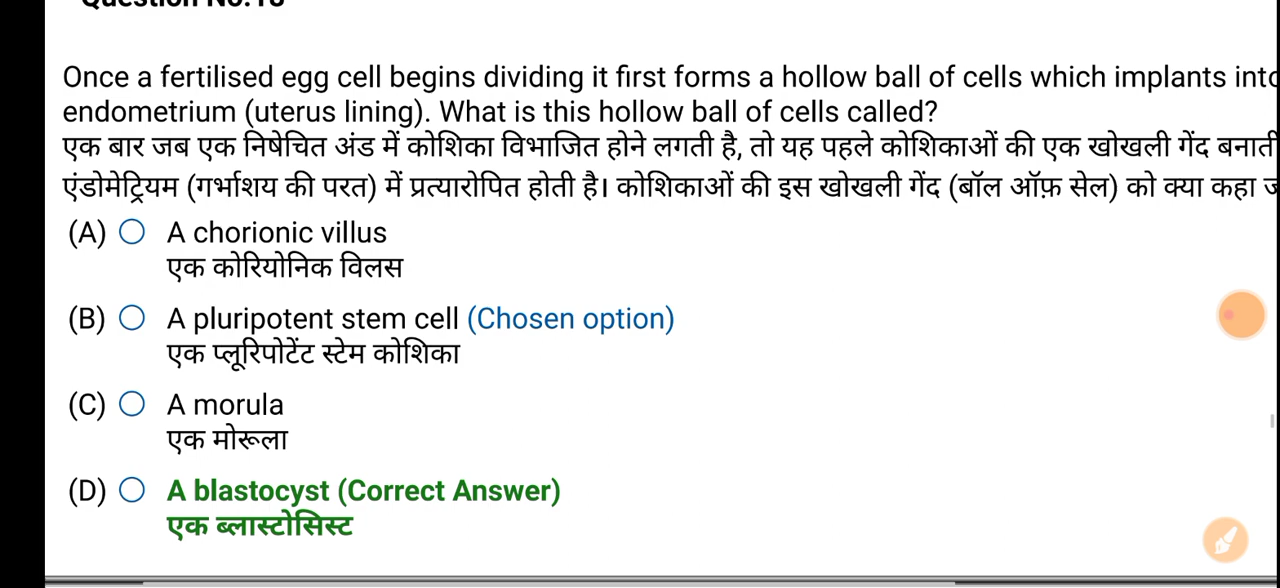 Once a fertilised egg cell begins dividing it first forms a hollow ball of cells which implants
endometrium (uterus lining). What is this hollow ball of cells called?
एक बार जब एक निषेचित अंड में कोशिका विभाजित होने लगती है, तो यह पहले कोशिकाओं की एक खोखली गेंद बनाती
एंडोमेट्रियम (गर्भाशय की परत) में प्रत्यारोपित होती है। कोशिकाओं की इस खोखली गेंद (बॉल ऑफ़ सेल) को क्या कहा
(A) A chorionic villus
एक कोरियोनिक विलस
(B) A pluripotent stem cell (Chosen option)
एक प्लूरिपोटेंट स्टेम कोशिका
(C) A morula
एक मोरूला
(D) A blastocyst (Correct Answer)
एक ब्लास्टोसिस्ट